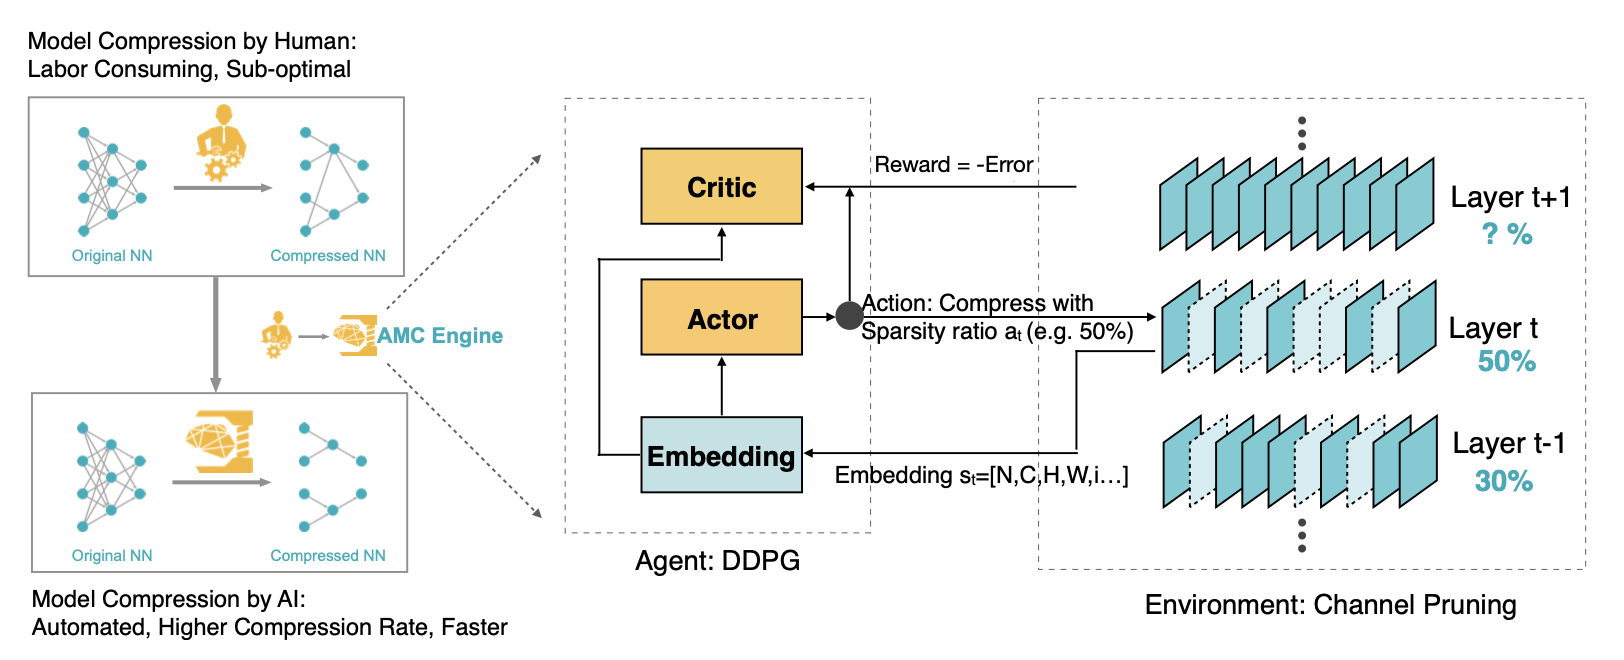 Model Compression by Human:
Labor Consuming, Sub-optimal
Original NN
Compressed NN
AMC Engine
Original NN
Compressed NN
Model Compression by AI:
Automated, Higher Compression Rate, Faster
Critic
Actor
Embedding
Agent: DDPG
Reward = -Error
Action: Compress with
Sparsity ratio aₜ (e.g. 50%)
Embedding sₜ=[N,C,H,W,i…]
Layer t+1
? %
Layer t
50%
Layer t-1
30%
Environment: Channel Pruning